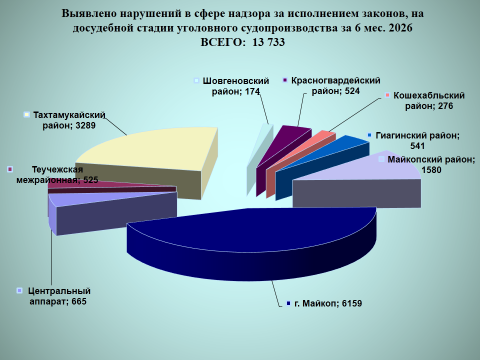 Выявлено нарушений в сфере надзора за исполнением законов, на
досудебной стадии уголовного судопроизводства за 6 мес. 2026
ВСЕГО: 13 733
Шовгеновский
район; 174
Красногвардейский
район; 524
Кошехабльский
район; 276
Гиагинский район;
541
Майкопский район;
1580
г. Майкоп; 6159
Центральный
аппарат; 665
Теучежская
межрайонная; 525
Тахтамукайский
район; 3289